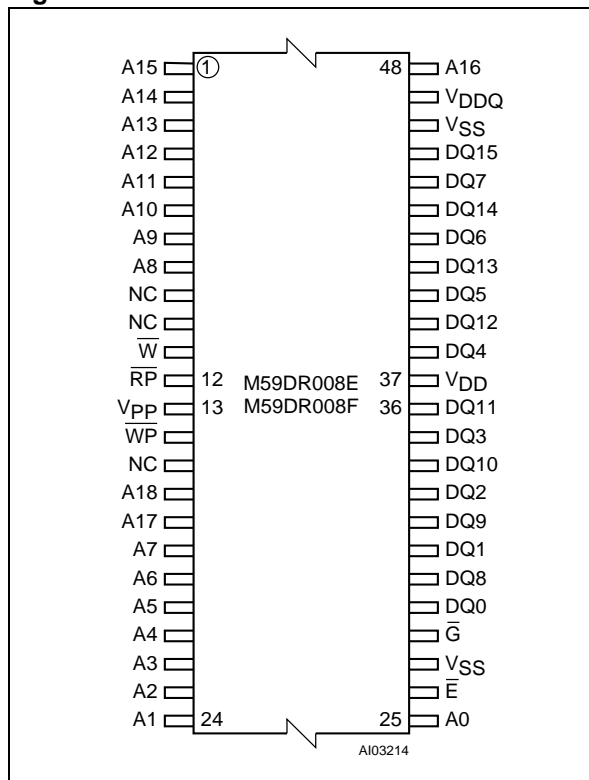 A15 1 48 A16
A14 VDDQ
A13 VSS
A12 DQ15
A11 DQ7
A10 DQ14
A9 DQ6
A8 DQ13
NC DQ5
NC DQ12
W̅ DQ4
R̅P̅ 12 M59DR008E 37 VDD
VPP 13 M59DR008F 36 DQ11
W̅P̅ DQ3
NC DQ10
A18 DQ2
A17 DQ9
A7 DQ1
A6 DQ8
A5 DQ0
A4 G̅
A3 VSS
A2 E̅
A1 24 25 A0
AI03214